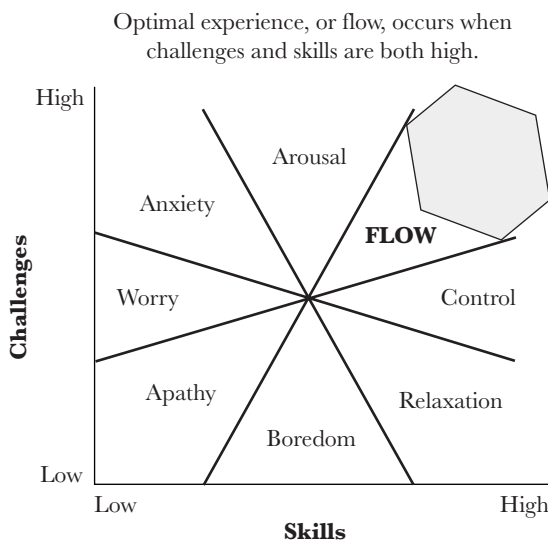 Optimal experience, or flow, occurs when
challenges and skills are both high.
High
Arousal
Anxiety
FLOW
Challenges
Worry
Control
Apathy
Relaxation
Boredom
Low
Low
High
Skills